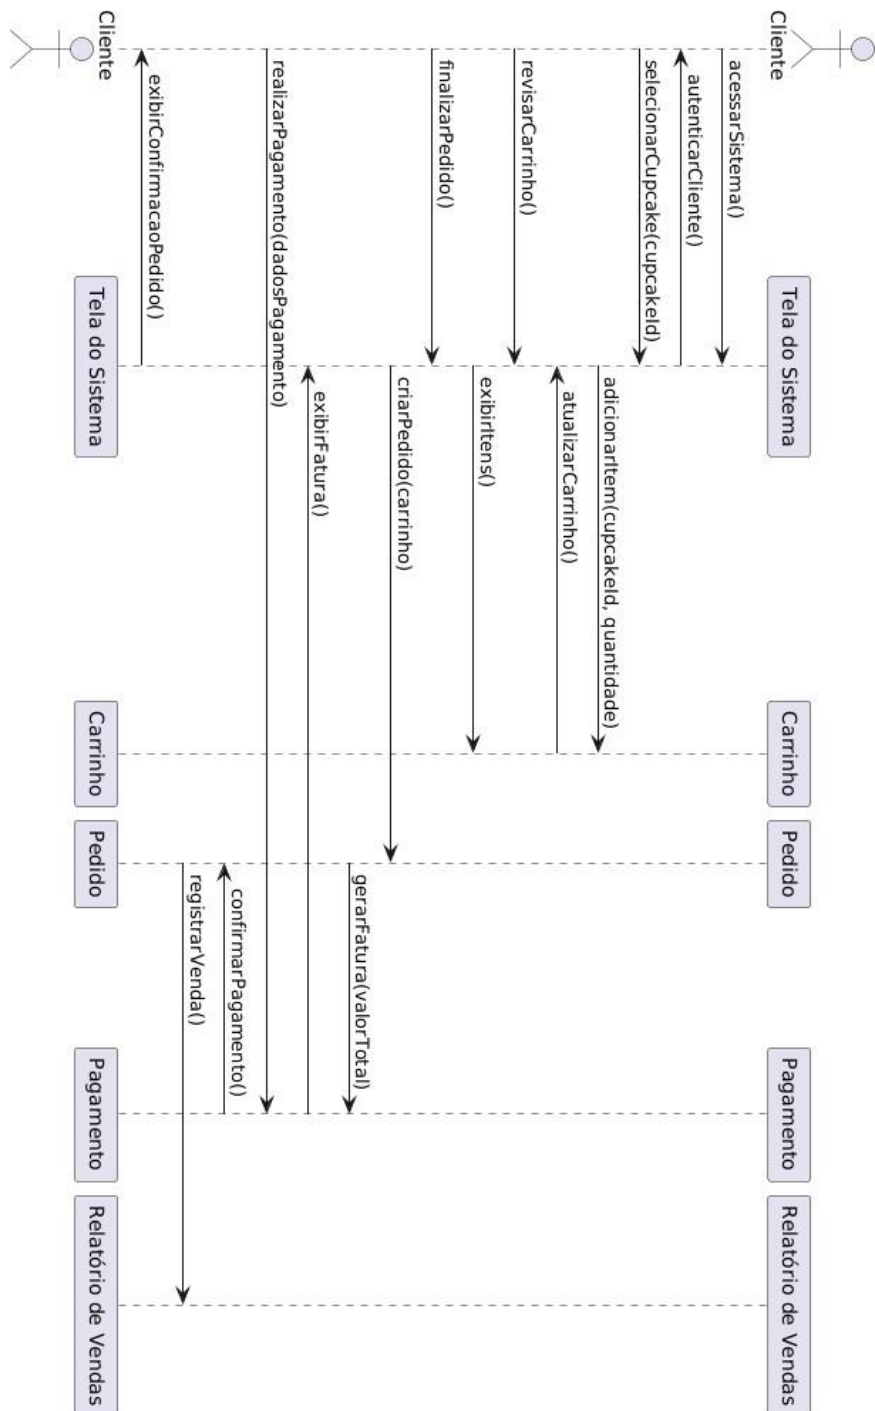 Cliente
Tela do Sistema
Carrinho
Pedido
Pagamento
Relatório de Vendas
acessarSistema()
autenticarCliente()
selecionarCupcake(cupcakeId)
adicionarItem(cupcakeId, quantidade)
atualizarCarrinho()
revisarCarrinho()
exibirItens()
finalizarPedido()
criarPedido(carrinho)
gerarFatura(valorTotal)
exibirFatura()
realizarPagamento(dadosPagamento)
confirmarPagamento()
registrarVenda()
exibirConfirmacaoPedido()
Cliente
Tela do Sistema
Carrinho
Pedido
Pagamento
Relatório de Vendas